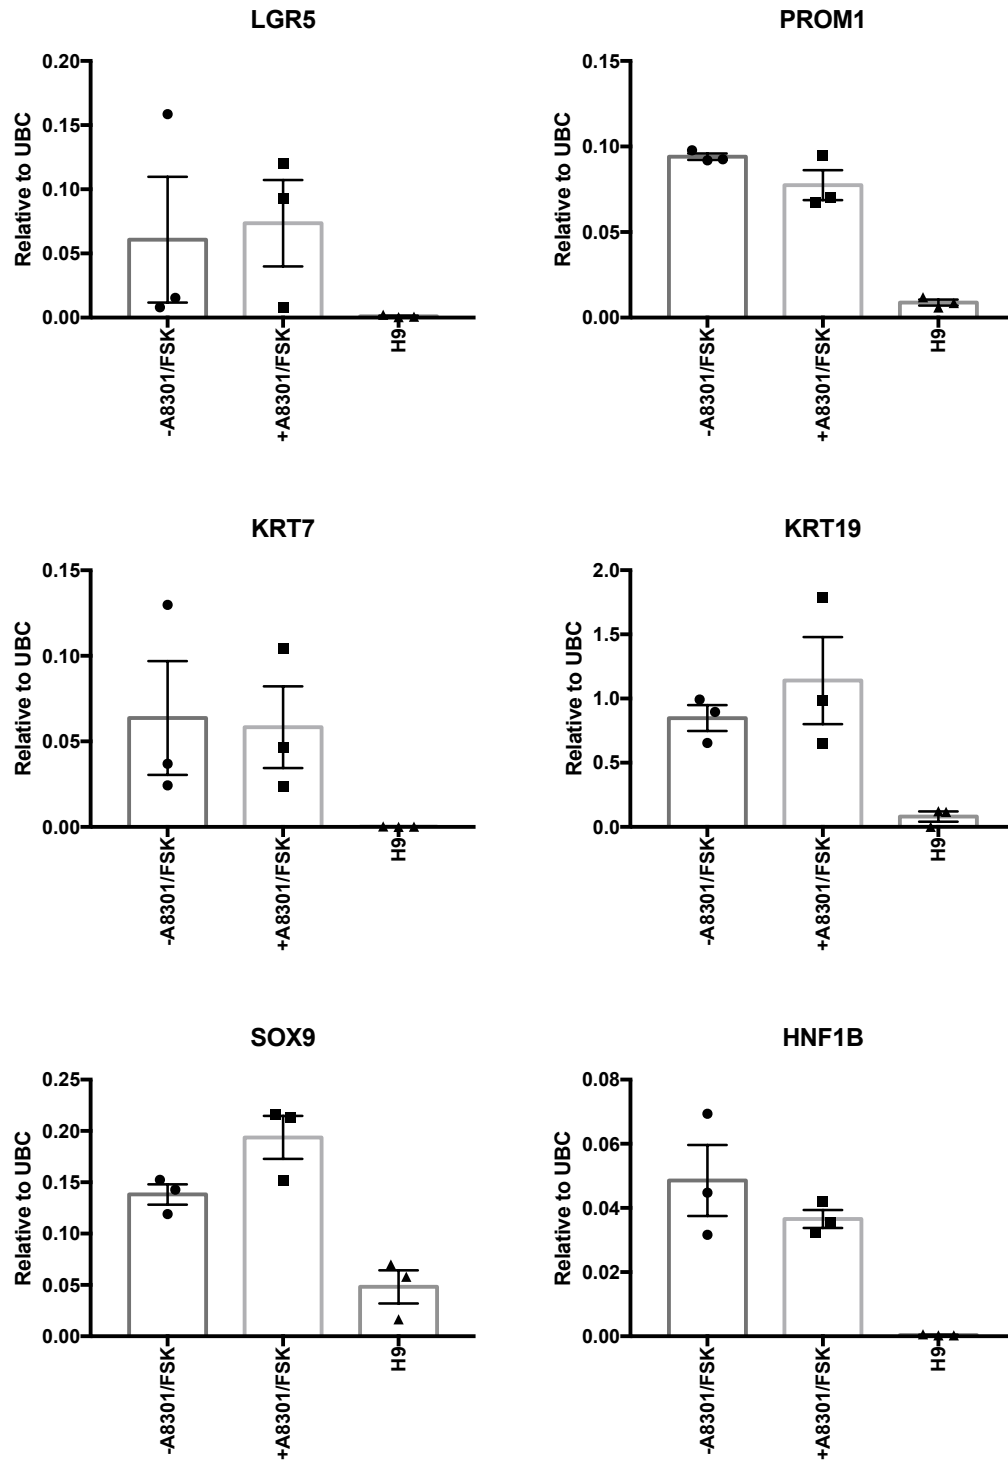 LGR5
Relative to UBC
0.20
0.15
0.10
0.05
0.00
-A8301/FSK
+A8301/FSK
H9
PROM1
Relative to UBC
0.15
0.10
0.05
0.00
-A8301/FSK
+A8301/FSK
H9
KRT7
Relative to UBC
0.15
0.10
0.05
0.00
-A8301/FSK
+A8301/FSK
H9
KRT19
Relative to UBC
2.0
1.5
1.0
0.5
0.0
-A8301/FSK
+A8301/FSK
H9
SOX9
Relative to UBC
0.25
0.20
0.15
0.10
0.05
0.00
-A8301/FSK
+A8301/FSK
H9
HNF1B
Relative to UBC
0.08
0.06
0.04
0.02
0.00
-A8301/FSK
+A8301/FSK
H9